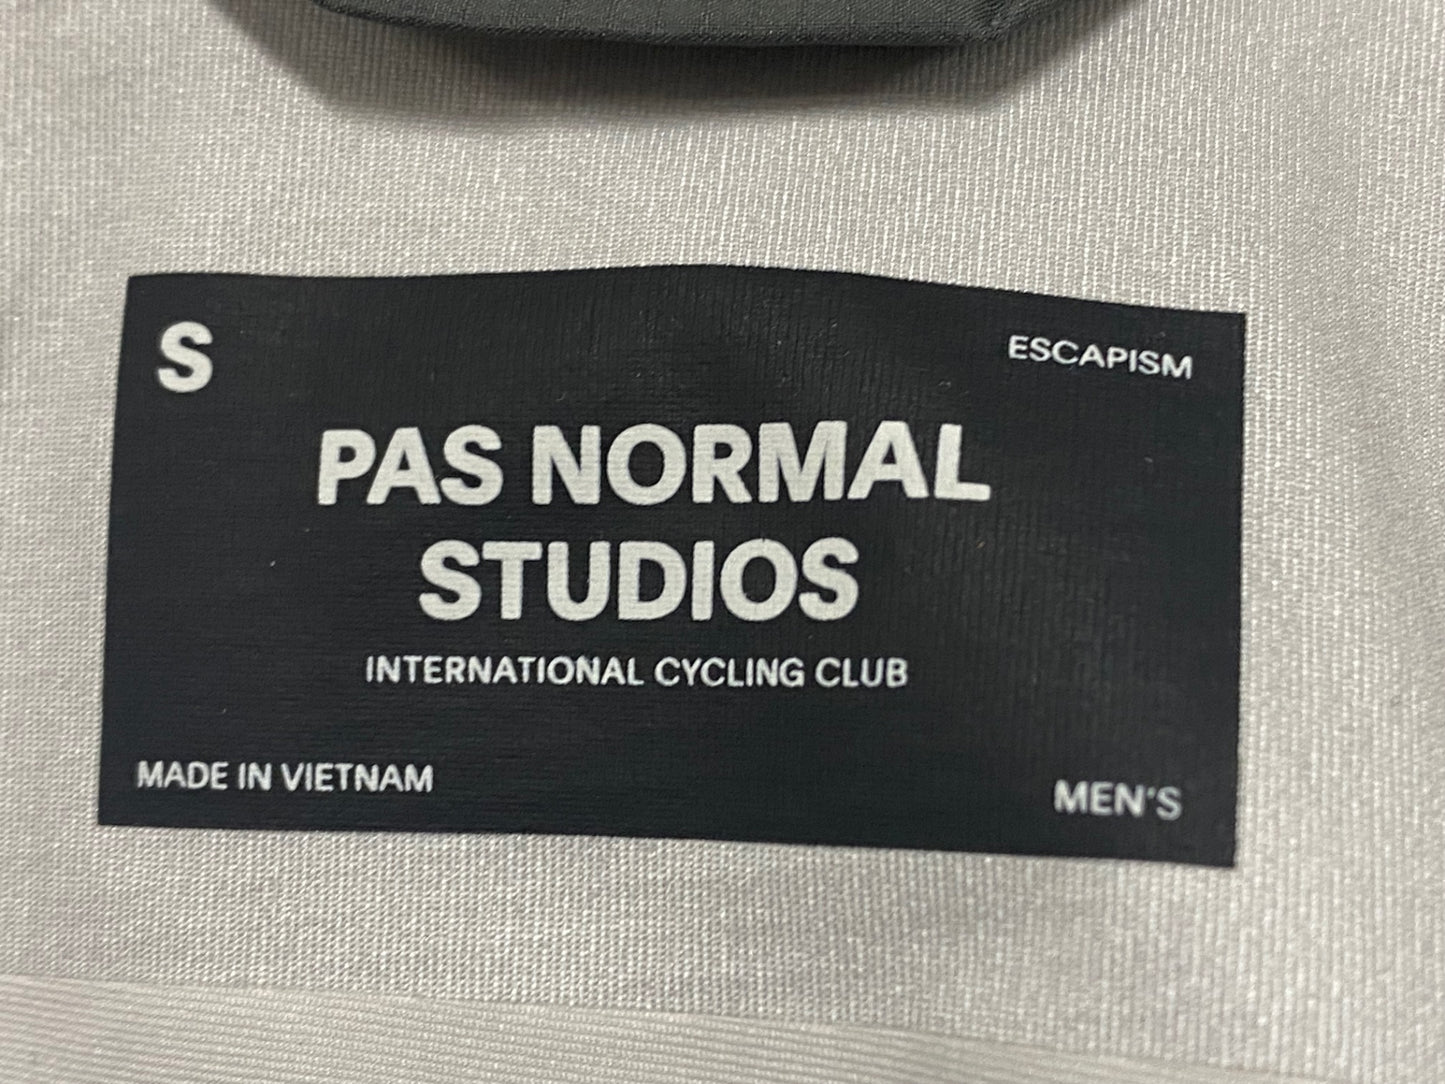 S
ESCAPISM
PAS NORMAL
STUDIOS
INTERNATIONAL CYCLING CLUB
MADE IN VIETNAM
MEN'S